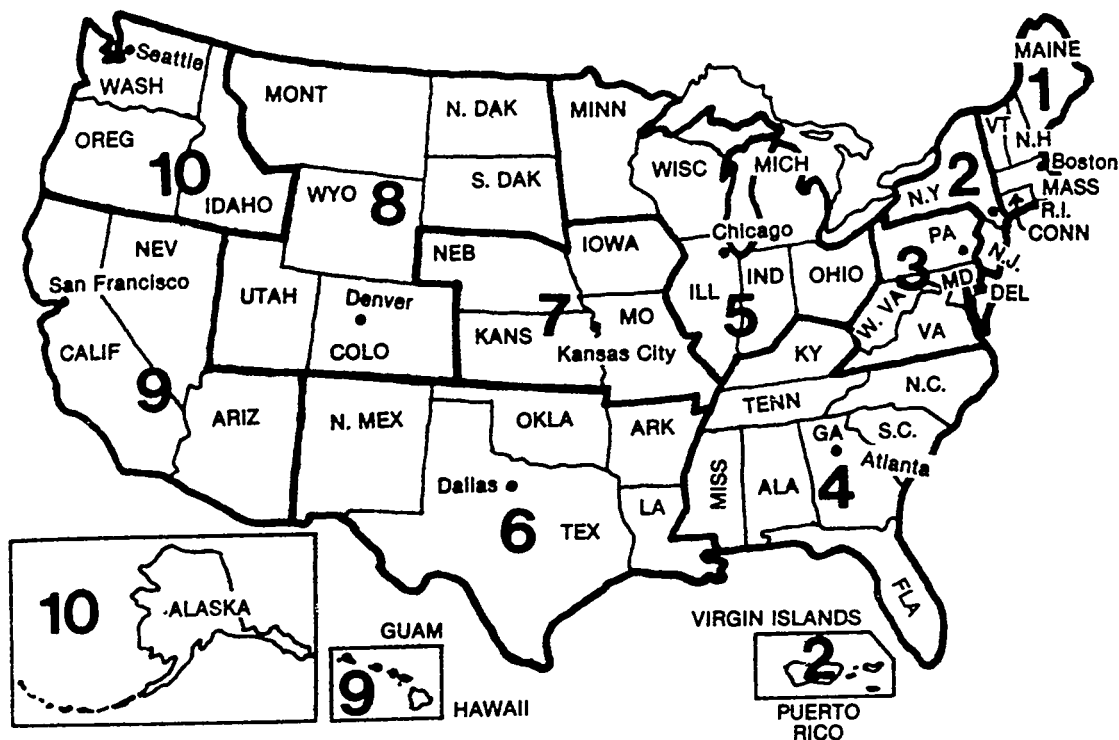 MAINE
Seattle
WASH
MONT
N. DAK
MINN
1
VT
N.H
OREG
10
WISC
MICH
2
Boston
IDAHO
WYO
8
S. DAK
N.Y
MASS
R.I.
CONN
NEV
NEB
IOWA
Chicago
PA
N.J.
San Francisco
UTAH
Denver
7
ILL
IND
OHIO
3
MD
DEL
CALIF
COLO
KANS
MO
5
W. VA
VA
Kansas City
KY
9
ARIZ
N. MEX
OKLA
ARK
TENN
N.C.
GA
S.C.
Atlanta
Dallas
6
TEX
LA
MISS
ALA
4
FLA
10
ALASKA
GUAM
9
HAWAII
VIRGIN ISLANDS
2
PUERTO
RICO